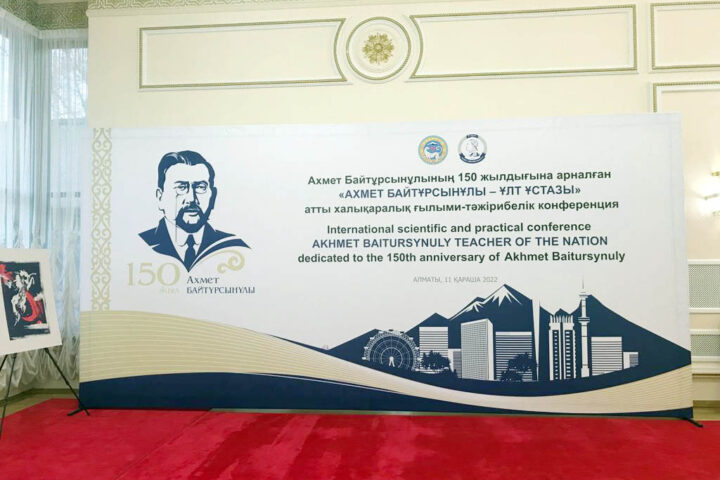 Ахмет Байтұрсынұлының 150 жылдығына арналған
«АХМЕТ БАЙТҰРСЫНҰЛЫ – ҰЛТ ҰСТАЗЫ»
атты халықаралық ғылыми-тәжірибелік конференция
International scientific and practical conference
AKHMET BAITURSYNULY TEACHER OF THE NATION
dedicated to the 150th anniversary of Akhmet Baitursynuly
АЛМАТЫ, 11 ҚАРАША 2022
150
Ахмет
БАЙТҰРСЫНҰЛЫ